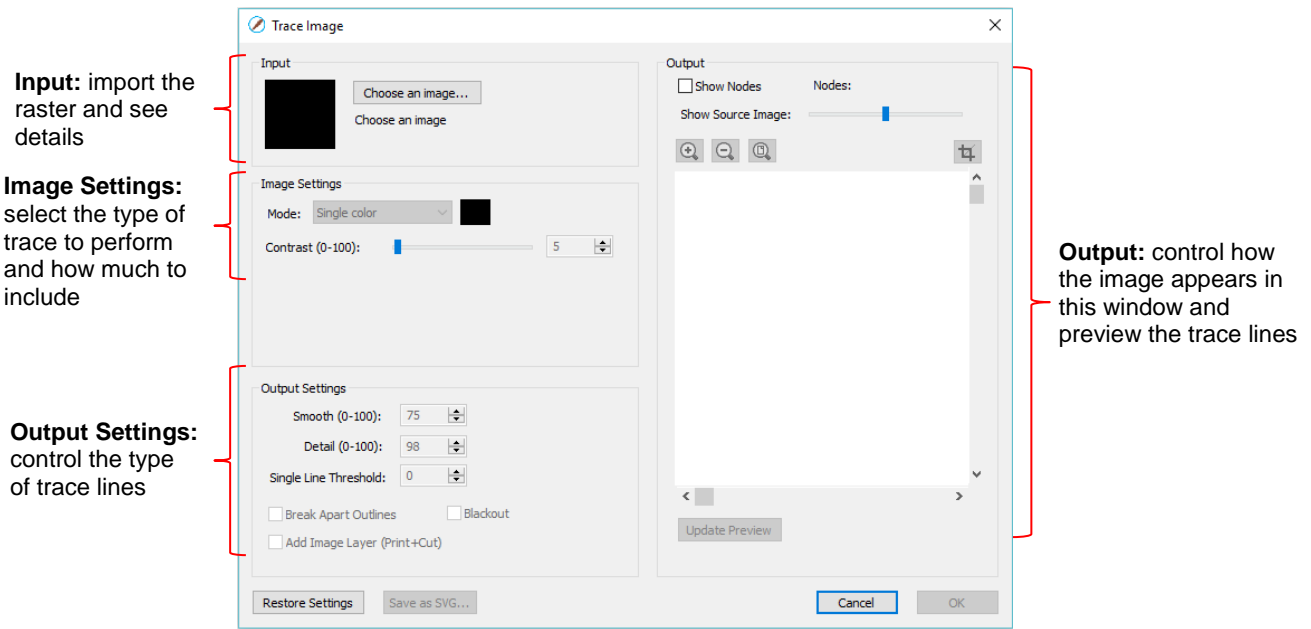 Trace Image
Input: import the
raster and see
details
Image Settings:
select the type of
trace to perform
and how much to
include
Output Settings:
control the type
of trace lines
Input
Choose an image...
Choose an image
Image Settings
Mode: Single color
Contrast (0-100): 5
Output Settings
Smooth (0-100): 75
Detail (0-100): 98
Single Line Threshold: 0
Break Apart Outlines Blackout
Add Image Layer (Print+Cut)
Restore Settings Save as SVG...
Output
Show Nodes Nodes:
Show Source Image:
Update Preview
Cancel OK
Output: control how
the image appears in
this window and
preview the trace lines